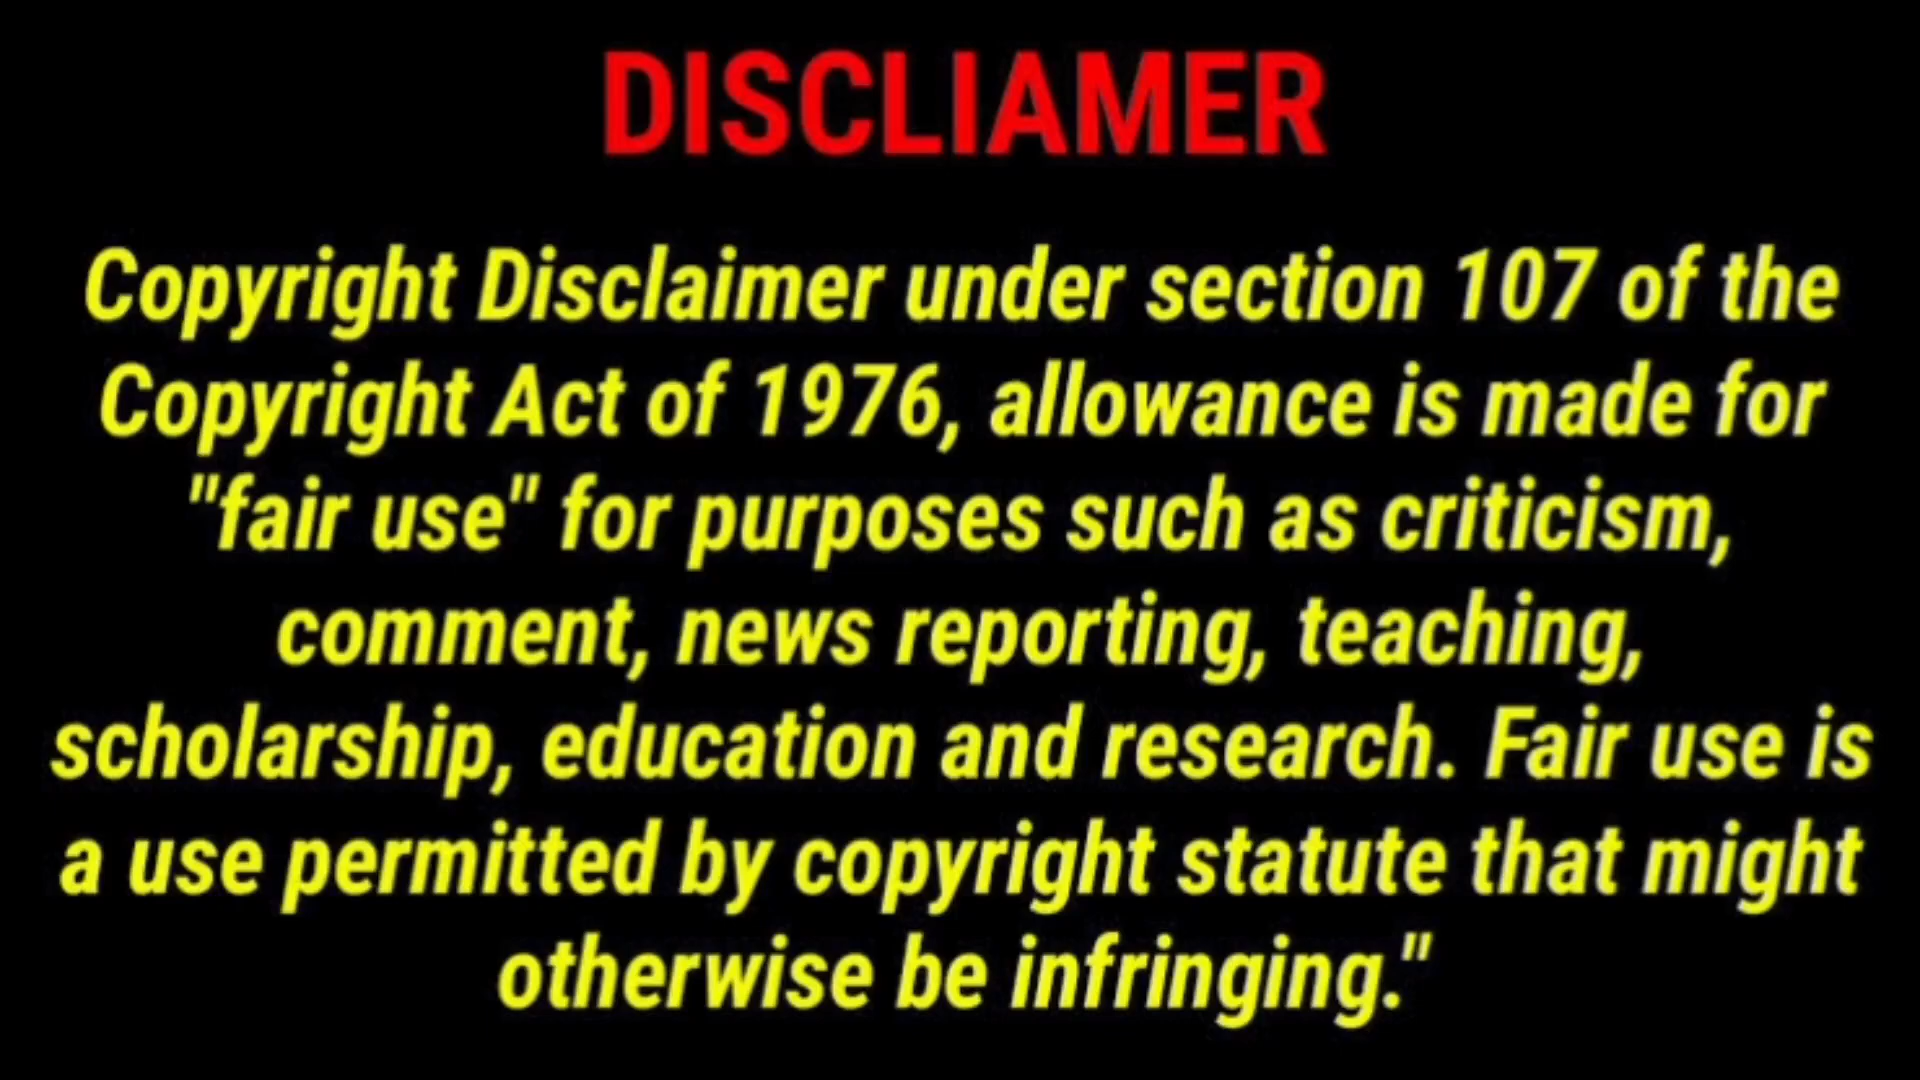 DISCLIAMER
Copyright Disclaimer under section 107 of the
Copyright Act of 1976, allowance is made for
"fair use" for purposes such as criticism,
comment, news reporting, teaching,
scholarship, education and research. Fair use is
a use permitted by copyright statute that might
otherwise be infringing."